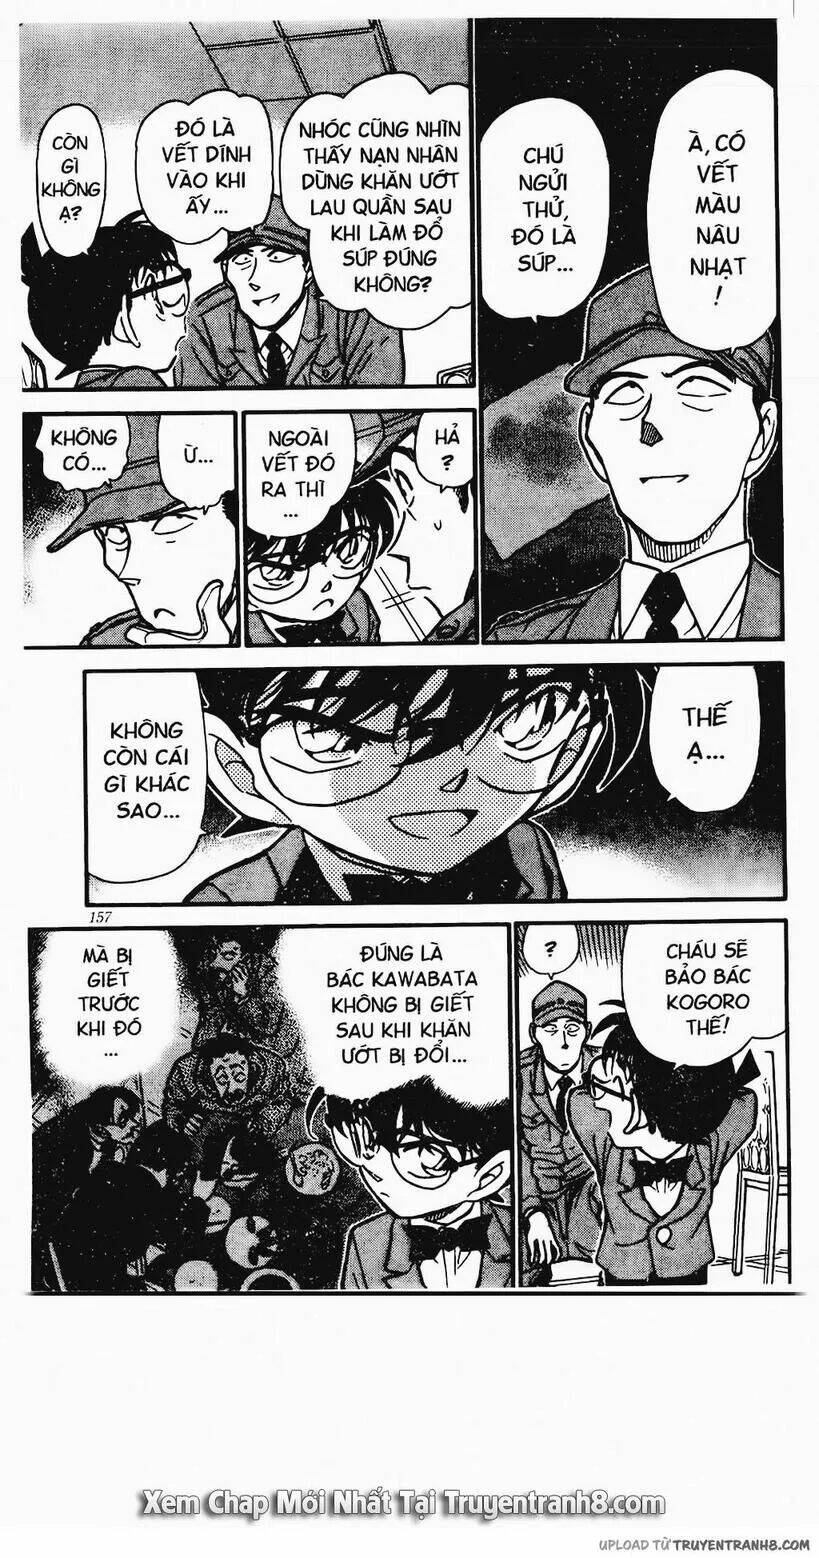 À, CÓ
VẾT
MÀU
NÂU
NHẠT
!
CHÚ
NGỬI
THỬ,
ĐÓ LÀ
SÚP...
NHÓC CŨNG NHÌN
THẤY NẠN NHÂN
DÙNG KHĂN ƯỚT
LAU QUẦN SAU
KHI LÀM ĐỔ
SÚP ĐÚNG
KHÔNG?
ĐÓ LÀ
VẾT DÍNH
VÀO KHI
ẤY...
CÒN
GÌ
KHÔNG
Ạ?
HẢ
?
NGOÀI
VẾT ĐÓ
RA THÌ
...
Ừ...
KHÔNG
CÓ...
THẾ
Ạ...
KHÔNG
CÒN CÁI
GÌ KHÁC
SAO...
157
CHÁU SẼ
BẢO BÁC
KOGORO
THẾ!
?
ĐÚNG LÀ
BÁC KAWABATA
KHÔNG BỊ GIẾT
SAU KHI KHĂN
ƯỚT BỊ ĐỔI...
MÀ BỊ
GIẾT
TRƯỚC
KHI ĐÓ
...
Xem Chap Mới Nhất Tại Truyentranh8.com
UPLOAD TỪ TRUYENTRANH8.COM